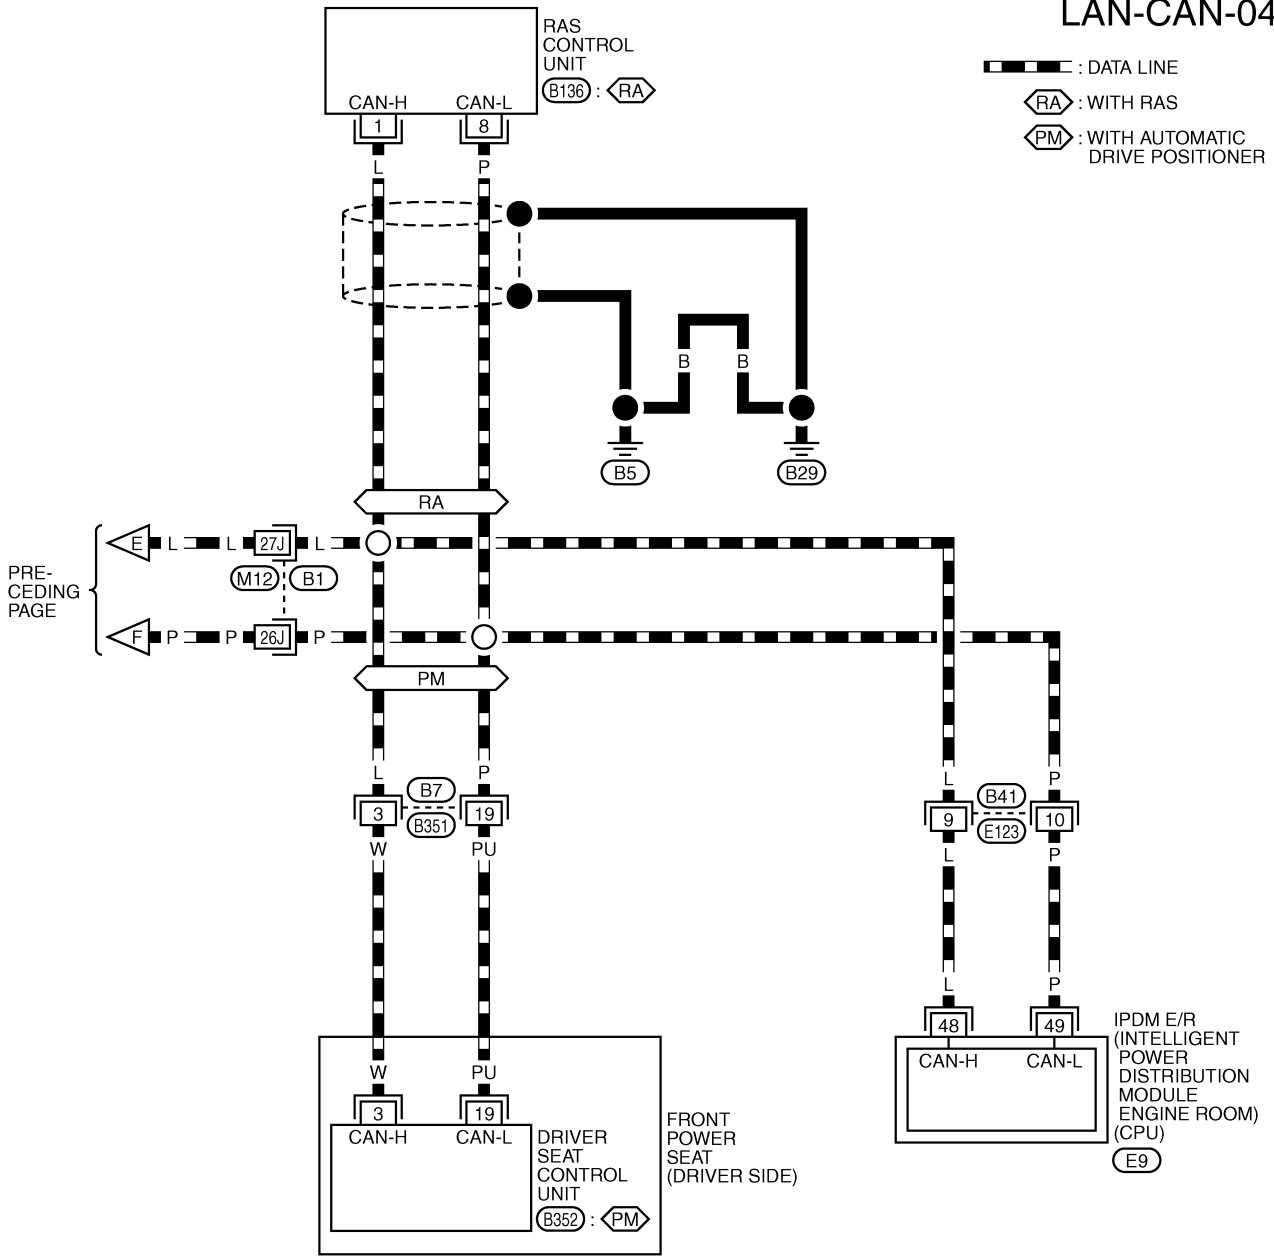 LAN-CAN-04
RAS
CONTROL
UNIT
B136 : RA
: DATA LINE
RA : WITH RAS
PM : WITH AUTOMATIC
DRIVE POSITIONER
CAN-H CAN-L
1 8
L P
B B
B5 B29
RA
E L L 27J L
PRE-
CEDING
PAGE
M12 B1
F P P 26J P
PM
L P L P
B7 B41
3 19 9 10
B351 E123
W PU L P
L P
48 49
CAN-H CAN-L
IPDM E/R
(INTELLIGENT
POWER
DISTRIBUTION
MODULE
ENGINE ROOM)
(CPU)
E9
W PU
3 19
CAN-H CAN-L
DRIVER
SEAT
CONTROL
UNIT
B352 : PM
FRONT
POWER
SEAT
(DRIVER SIDE)